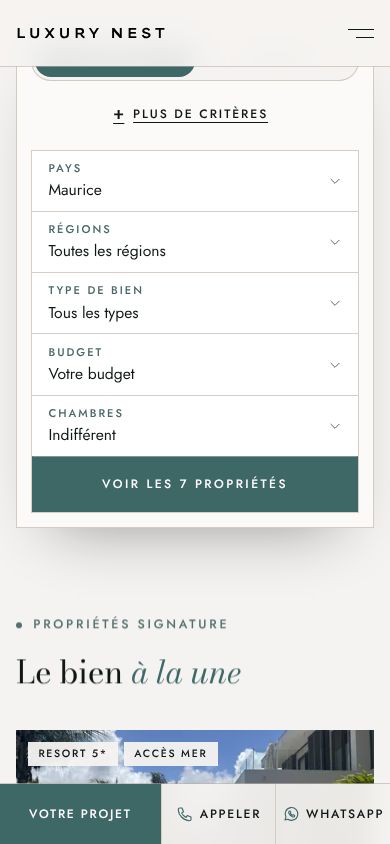 LUXURY NEST
+ PLUS DE CRITÈRES
PAYS
Maurice
RÉGIONS
Toutes les régions
TYPE DE BIEN
Tous les types
BUDGET
Votre budget
CHAMBRES
Indifférent
VOIR LES 7 PROPRIÉTÉS
PROPRIÉTÉS SIGNATURE
Le bien à la une
RESORT 5* ACCÈS MER
VOTRE PROJET APPELER WHATSAPP